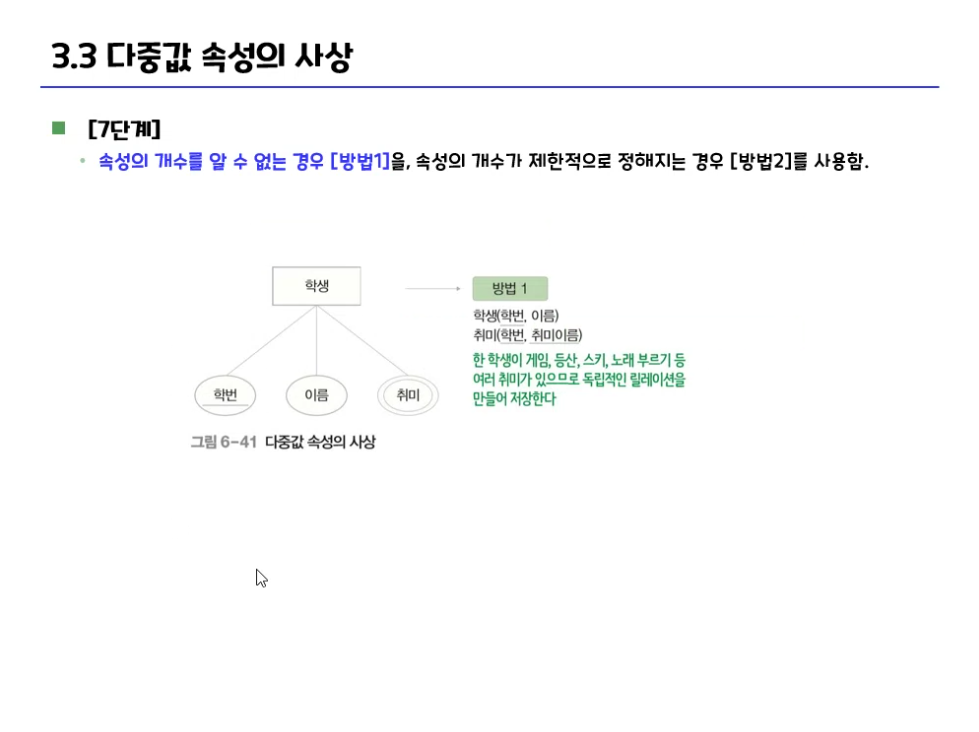 3.3 다중값 속성의 사상
[7단계]
속성의 개수를 알 수 없는 경우 [방법1]을, 속성의 개수가 제한적으로 정해지는 경우 [방법2]를 사용함.
학생
학번
이름
취미
방법 1
학생(학번, 이름)
취미(학번, 취미이름)
한 학생이 게임, 등산, 스키, 노래 부르기 등
여러 취미가 있으므로 독립적인 릴레이션을
만들어 저장한다
그림 6-41 다중값 속성의 사상